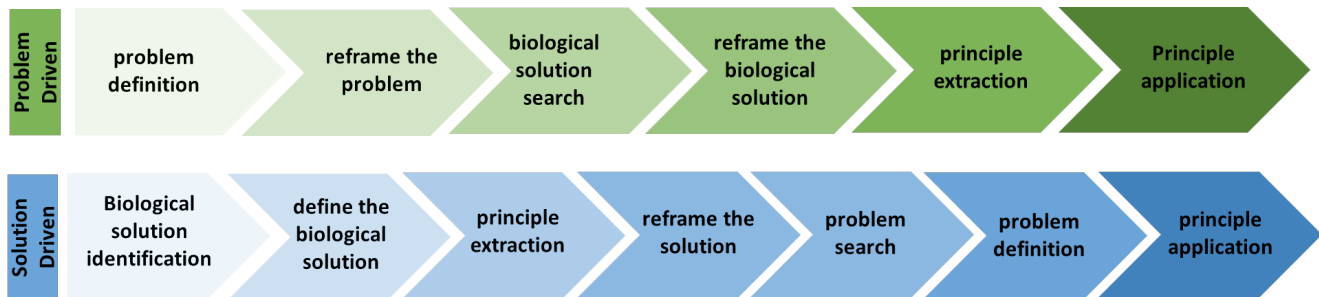 Problem
Driven
problem
definition
reframe the
problem
biological
solution
search
reframe the
biological
solution
principle
extraction
Principle
application
Solution
Driven
Biological
solution
identification
define the
biological
solution
principle
extraction
reframe the
solution
problem
search
problem
definition
principle
application